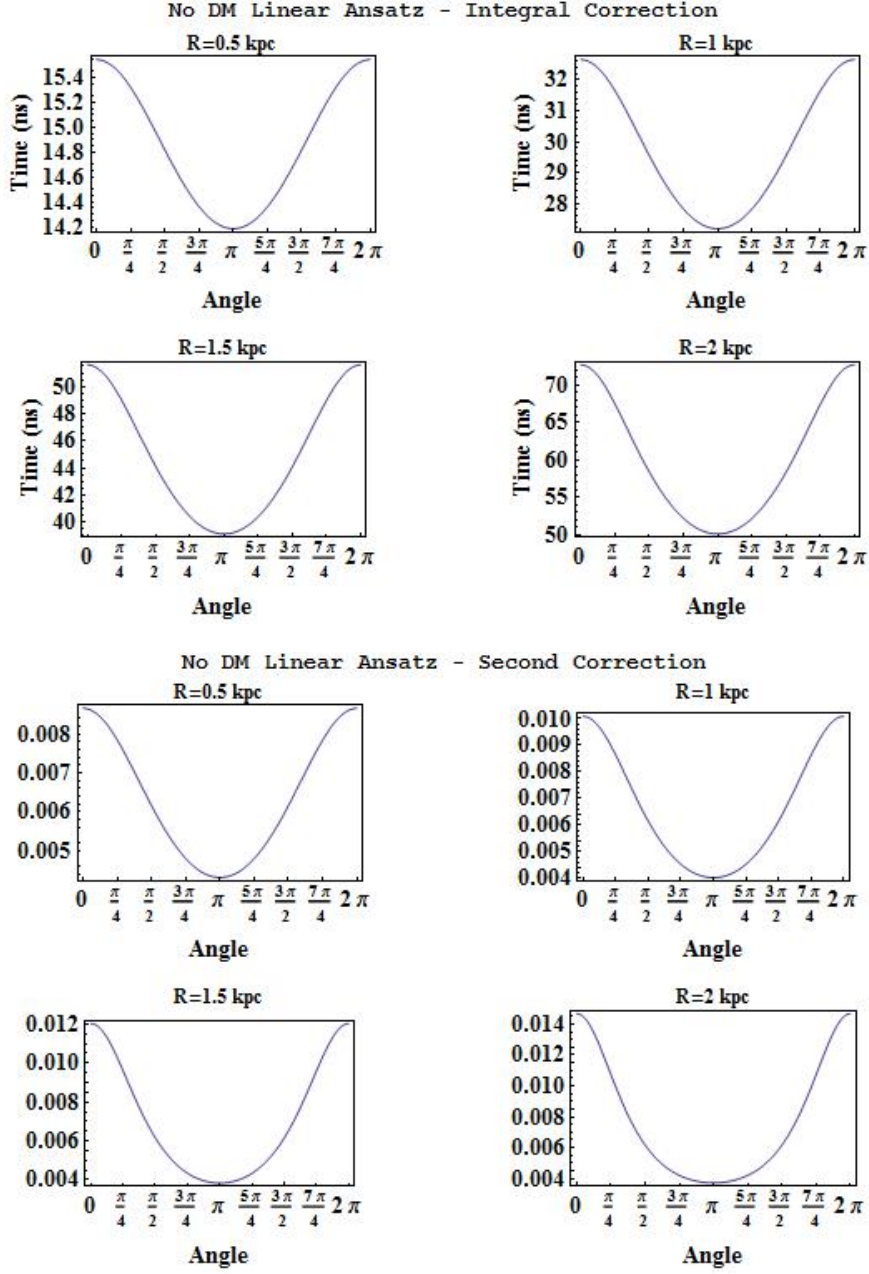 No DM Linear Ansatz - Integral Correction
R=0.5 kpc
Time (ns)
15.4
15.2
15.0
14.8
14.6
14.4
14.2
0 π/4 π/2 3π/4 π 5π/4 3π/2 7π/4 2π
Angle
R=1 kpc
Time (ns)
32
31
30
29
28
0 π/4 π/2 3π/4 π 5π/4 3π/2 7π/4 2π
Angle
R=1.5 kpc
Time (ns)
50
48
46
44
42
40
0 π/4 π/2 3π/4 π 5π/4 3π/2 7π/4 2π
Angle
R=2 kpc
Time (ns)
70
65
60
55
50
0 π/4 π/2 3π/4 π 5π/4 3π/2 7π/4 2π
Angle
No DM Linear Ansatz - Second Correction
R=0.5 kpc
0.008
0.007
0.006
0.005
0 π/4 π/2 3π/4 π 5π/4 3π/2 7π/4 2π
Angle
R=1 kpc
0.010
0.009
0.008
0.007
0.006
0.005
0.004
0 π/4 π/2 3π/4 π 5π/4 3π/2 7π/4 2π
Angle
R=1.5 kpc
0.012
0.010
0.008
0.006
0.004
0 π/4 π/2 3π/4 π 5π/4 3π/2 7π/4 2π
Angle
R=2 kpc
0.014
0.012
0.010
0.008
0.006
0.004
0 π/4 π/2 3π/4 π 5π/4 3π/2 7π/4 2π
Angle